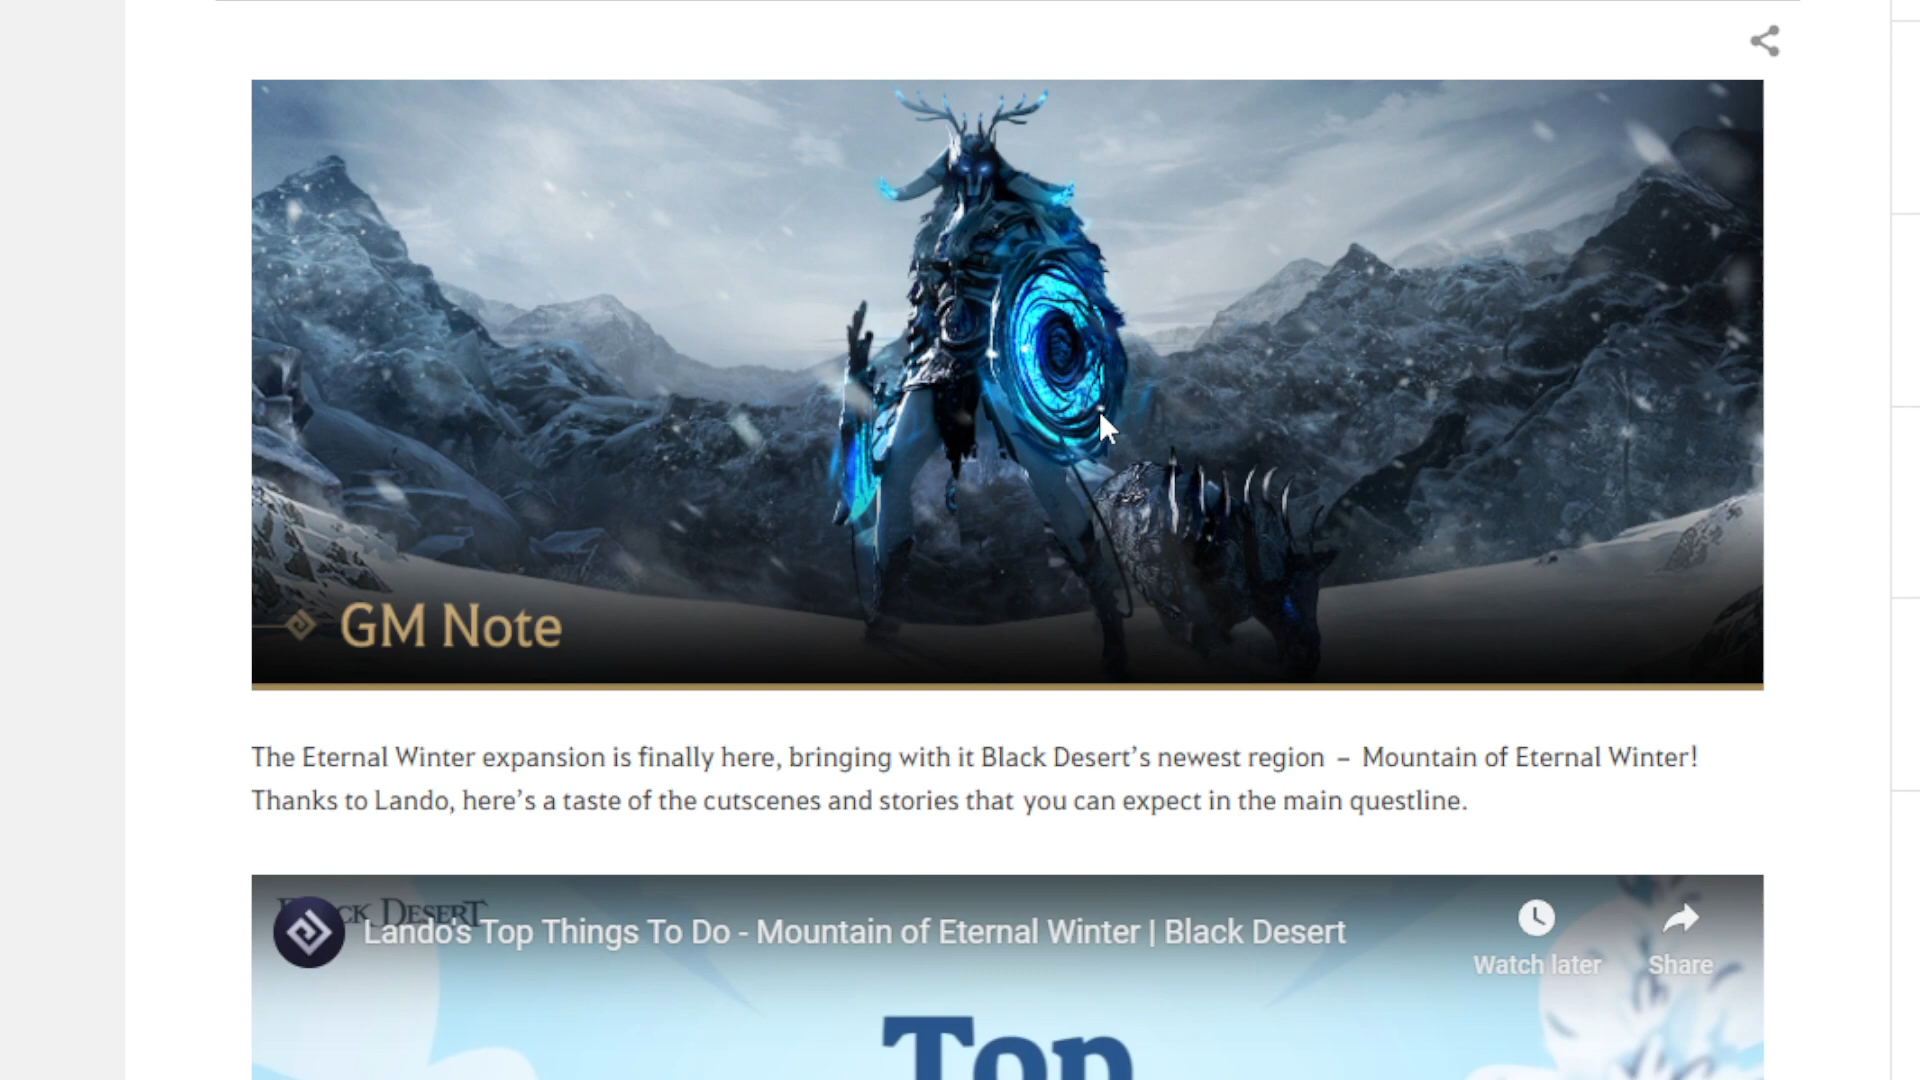 GM Note
The Eternal Winter expansion is finally here, bringing with it Black Desert’s newest region – Mountain of Eternal Winter!
Thanks to Lando, here’s a taste of the cutscenes and stories that you can expect in the main questline.
BLACK DESERT
Lando's Top Things To Do - Mountain of Eternal Winter | Black Desert
Watch later
Share
Top